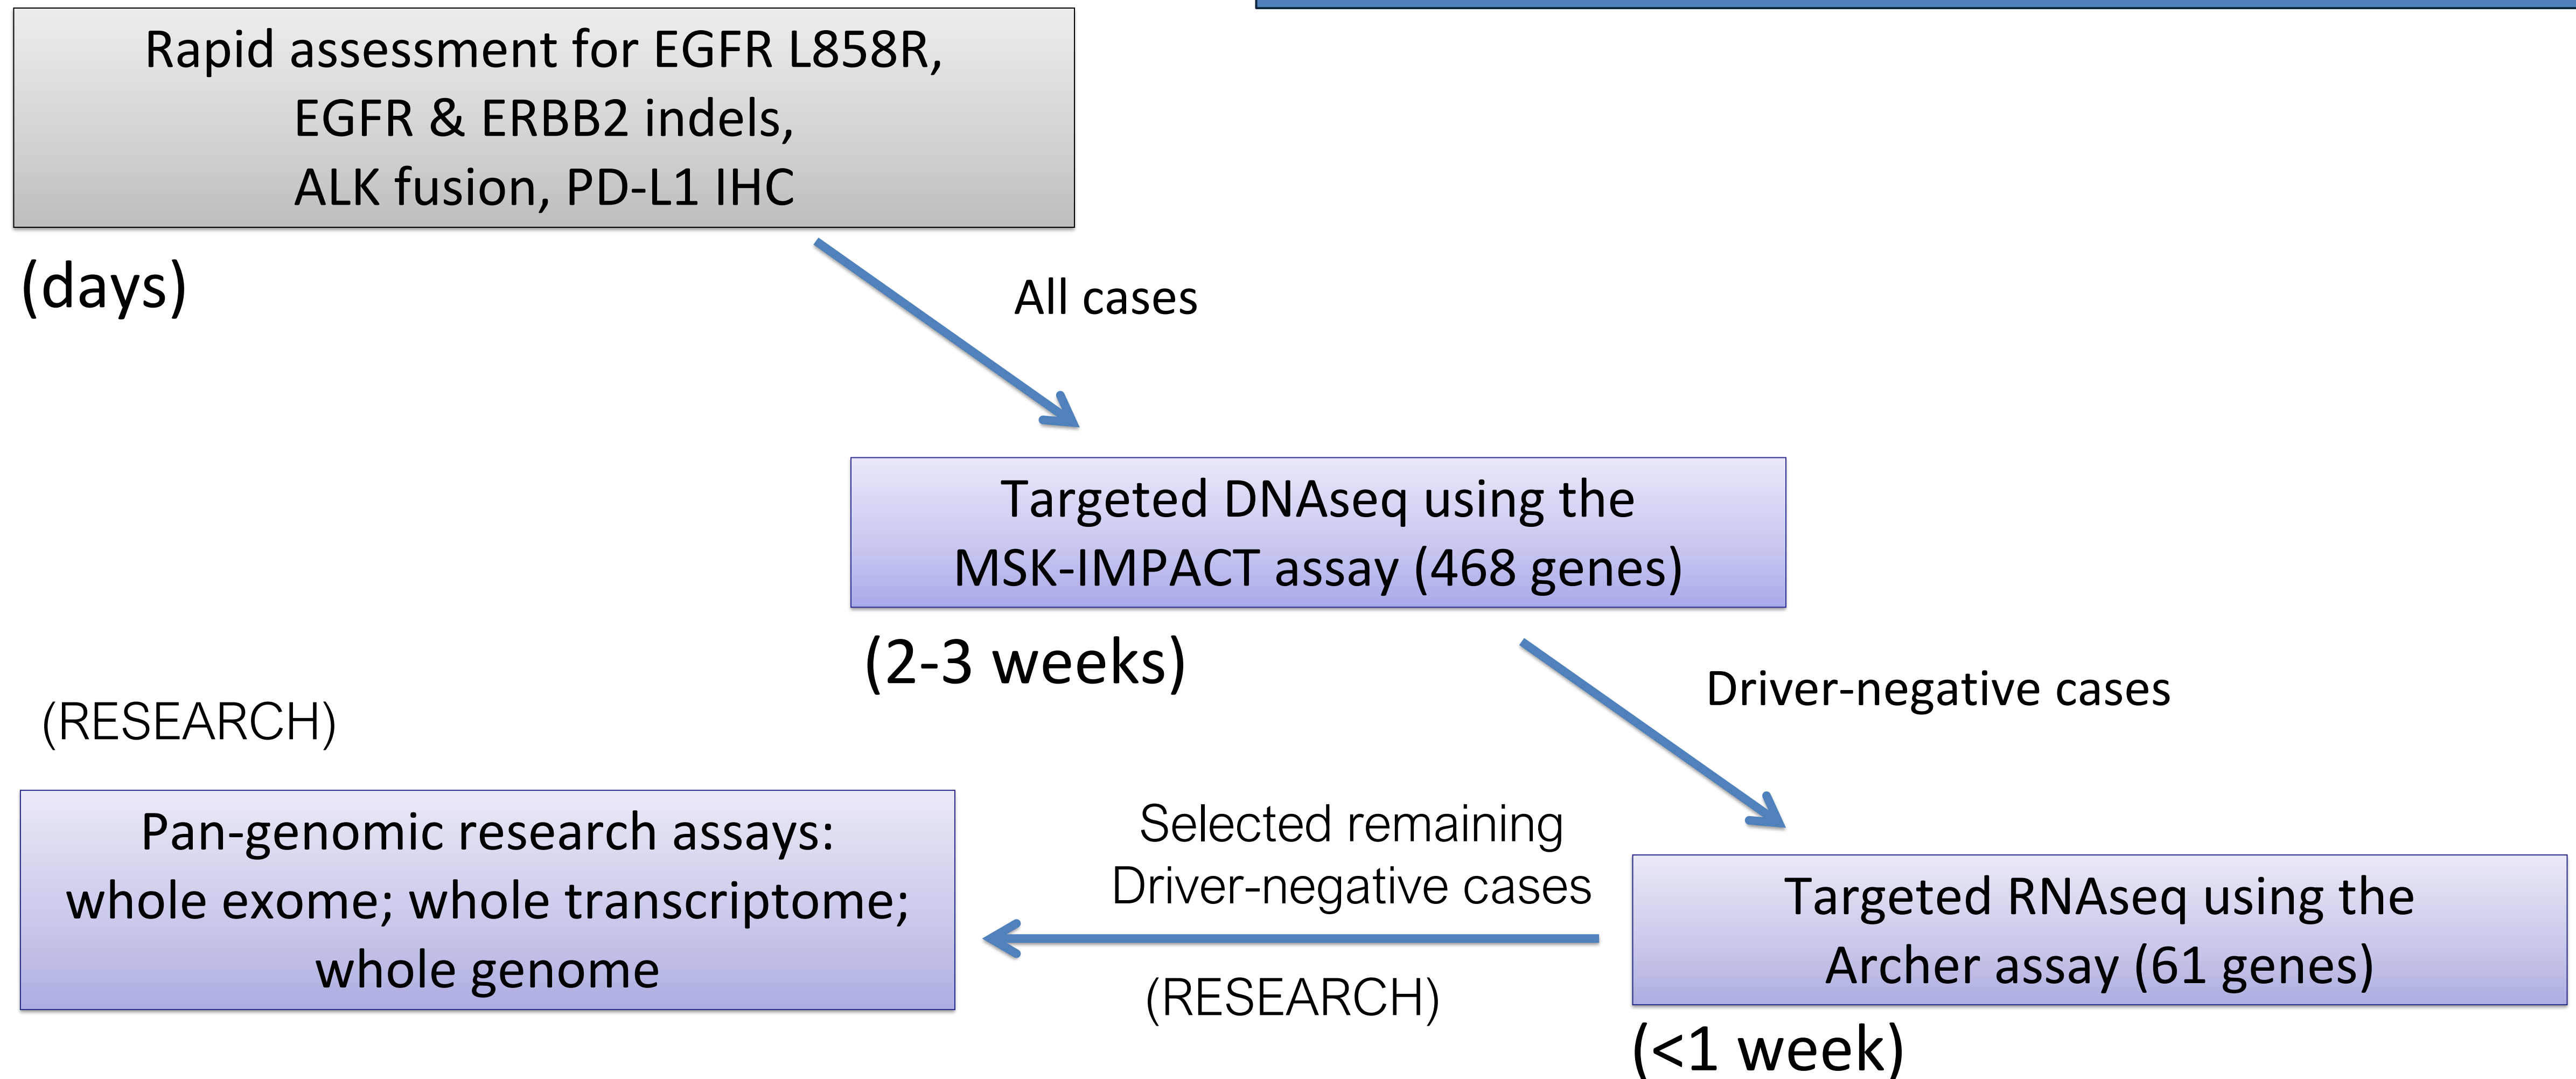 Rapid assessment for EGFR L858R,
EGFR & ERBB2 indels,
ALK fusion, PD-L1 IHC
(days)
All cases
Targeted DNAseq using the
MSK-IMPACT assay (468 genes)
(2-3 weeks)
Driver-negative cases
(RESEARCH)
Pan-genomic research assays:
whole exome; whole transcriptome;
whole genome
Selected remaining
Driver-negative cases
(RESEARCH)
Targeted RNAseq using the
Archer assay (61 genes)
(<1 week)